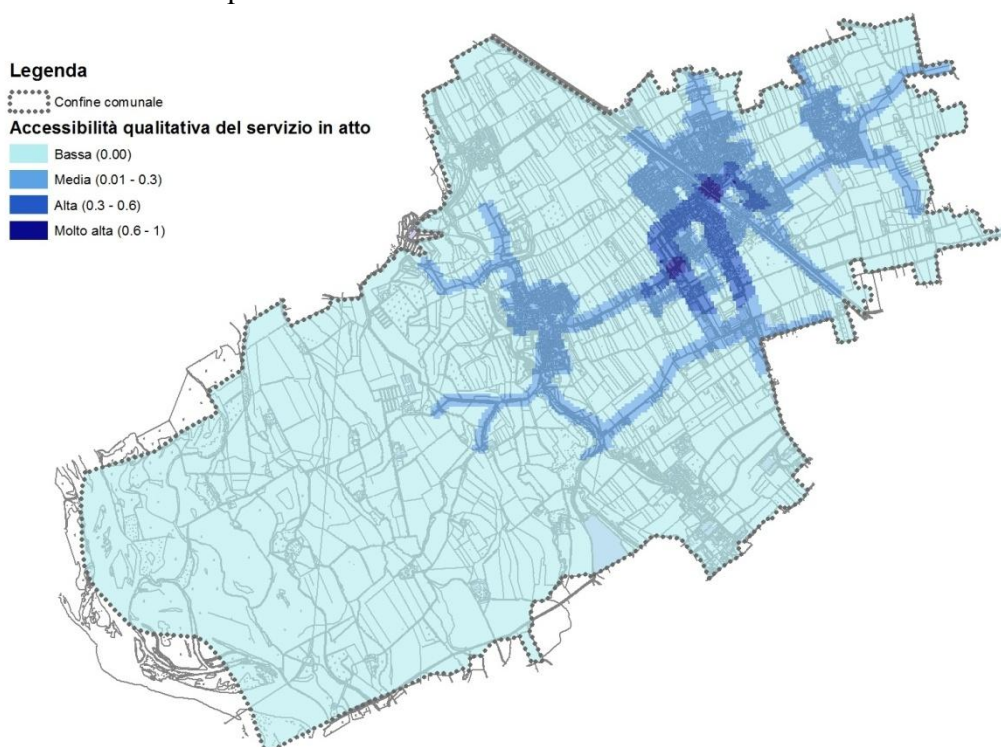 Legenda
Confine comunale
Accessibilità qualitativa del servizio in atto
Bassa (0.00)
Media (0.01 - 0.3)
Alta (0.3 - 0.6)
Molto alta (0.6 - 1)